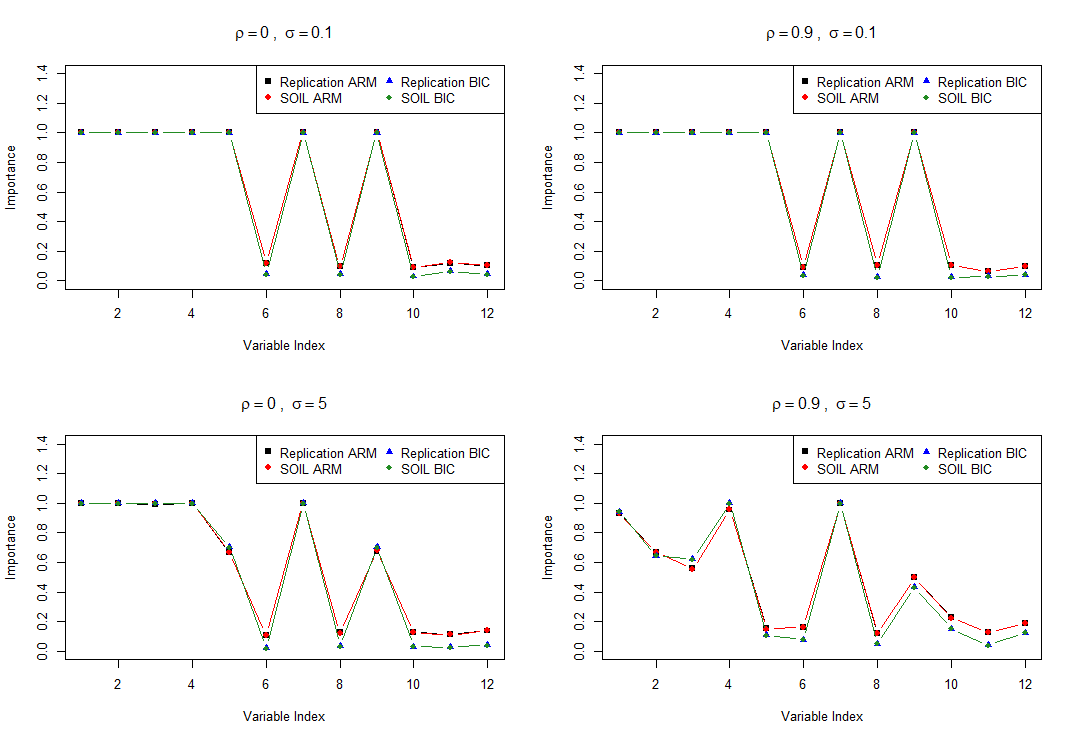 ρ = 0 , σ = 0.1
Replication ARM Replication BIC
SOIL ARM SOIL BIC
Importance
1.4
1.2
1.0
0.8
0.6
0.4
0.2
0.0
2 4 6 8 10 12
Variable Index
ρ = 0.9 , σ = 0.1
Replication ARM Replication BIC
SOIL ARM SOIL BIC
Importance
1.4
1.2
1.0
0.8
0.6
0.4
0.2
0.0
2 4 6 8 10 12
Variable Index
ρ = 0 , σ = 5
Replication ARM Replication BIC
SOIL ARM SOIL BIC
Importance
1.4
1.2
1.0
0.8
0.6
0.4
0.2
0.0
2 4 6 8 10 12
Variable Index
ρ = 0.9 , σ = 5
Replication ARM Replication BIC
SOIL ARM SOIL BIC
Importance
1.4
1.2
1.0
0.8
0.6
0.4
0.2
0.0
2 4 6 8 10 12
Variable Index